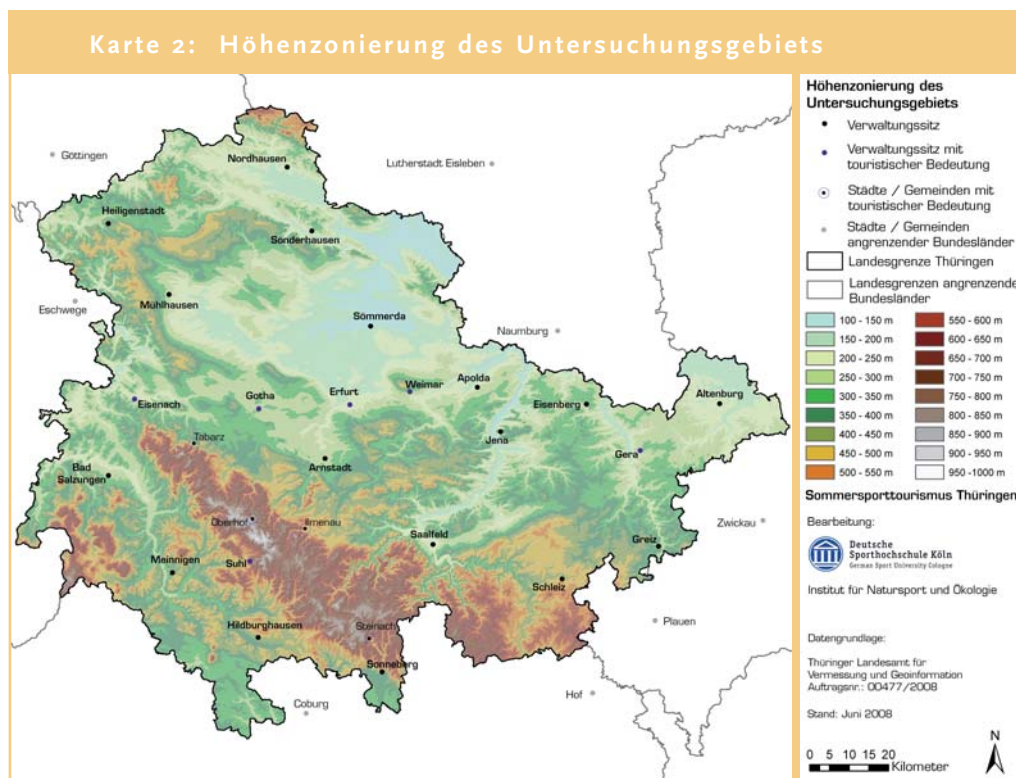 Karte 2: Höhenzonierung des Untersuchungsgebiets
Göttingen
Nordhausen
Lutherstadt Eisleben
Heiligenstadt
Sonderhausen
Eschwege
Mühlhausen
Sömmerda
Naumburg
Eisenach
Gotha
Erfurt
Weimar
Apolda
Eisenberg
Altenburg
Tabarz
Jena
Gera
Bad
Salzungen
Arnstadt
Oberhof
Ilmenau
Saalfeld
Zwickau
Greiz
Meinnigen
Suhl
Schleiz
Hildburghausen
Steinach
Plauen
Sonneberg
Coburg
Hof
Höhenzonierung des
Untersuchungsgebiets
Verwaltungssitz
Verwaltungssitz mit
touristischer Bedeutung
Städte / Gemeinden mit
touristischer Bedeutung
Städte / Gemeinden
angrenzender Bundesländer
Landesgrenze Thüringen
Landesgrenzen angrenzende
Bundesländer
100 - 150 m 550 - 600 m
150 - 200 m 600 - 650 m
200 - 250 m 650 - 700 m
250 - 300 m 700 - 750 m
300 - 350 m 750 - 800 m
350 - 400 m 800 - 850 m
400 - 450 m 850 - 900 m
450 - 500 m 900 - 950 m
500 - 550 m 950 -1000 m
Sommersporttourismus Thüringen
Bearbeitung:
Deutsche
Sporthochschule Köln
German Sport University Cologne
Institut für Natursport und Ökologie
Datengrundlage:
Thüringer Landesamt für
Vermessung und Geoinformation
Auftragsnr.: 00477/2008
Stand: Juni 2008
N
0 5 10 15 20
Kilometer